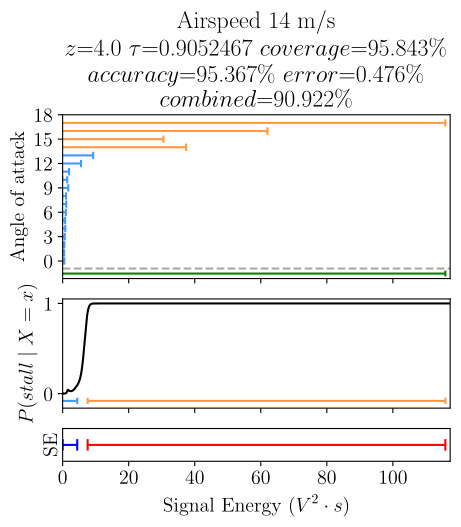 Airspeed 14 m/s
z=4.0 τ=0.9052467 coverage=95.843%
accuracy=95.367% error=0.476%
combined=90.922%
18
15
12
9
6
3
0
Angle of attack
1
0
P(stall | X = x)
SE
0 20 40 60 80 100
Signal Energy (V² · s)